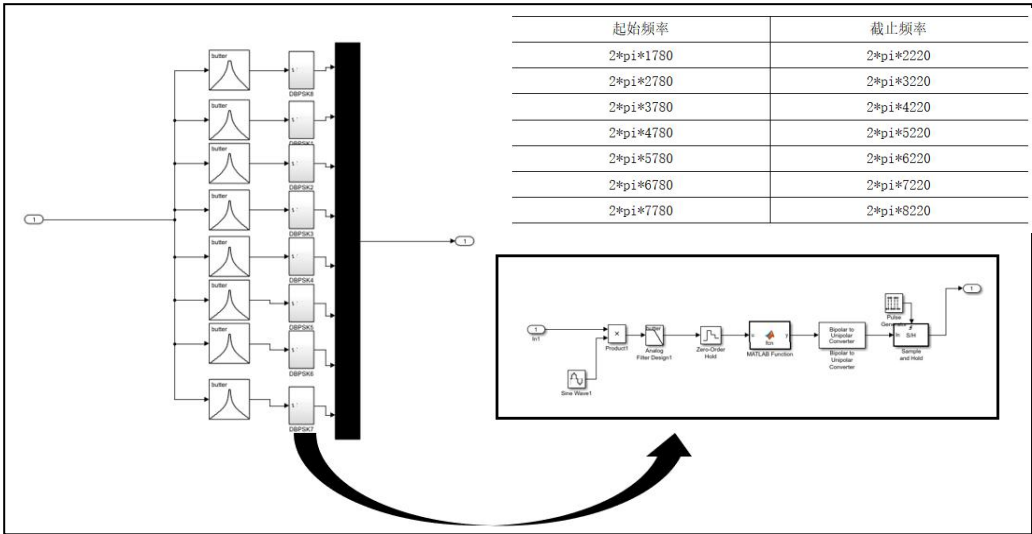 起始频率 截止频率
2*pi*1780 2*pi*2220
2*pi*2780 2*pi*3220
2*pi*3780 2*pi*4220
2*pi*4780 2*pi*5220
2*pi*5780 2*pi*6220
2*pi*6780 2*pi*7220
2*pi*7780 2*pi*8220
1
butter
DBPSK8
butter
DBPSK1
butter
DBPSK2
butter
DBPSK3
butter
DBPSK4
butter
DBPSK5
butter
DBPSK6
butter
DBPSK7
1
1
In1
Sine Wave1
×
Product1
butter
Analog
Filter Design1
Zero-Order
Hold
u
fcn
y
MATLAB Function
Bipolar to
Unipolar
Converter
Bipolar to
Unipolar
Converter
Pulse
In
S/H
Sample
and Hold
1